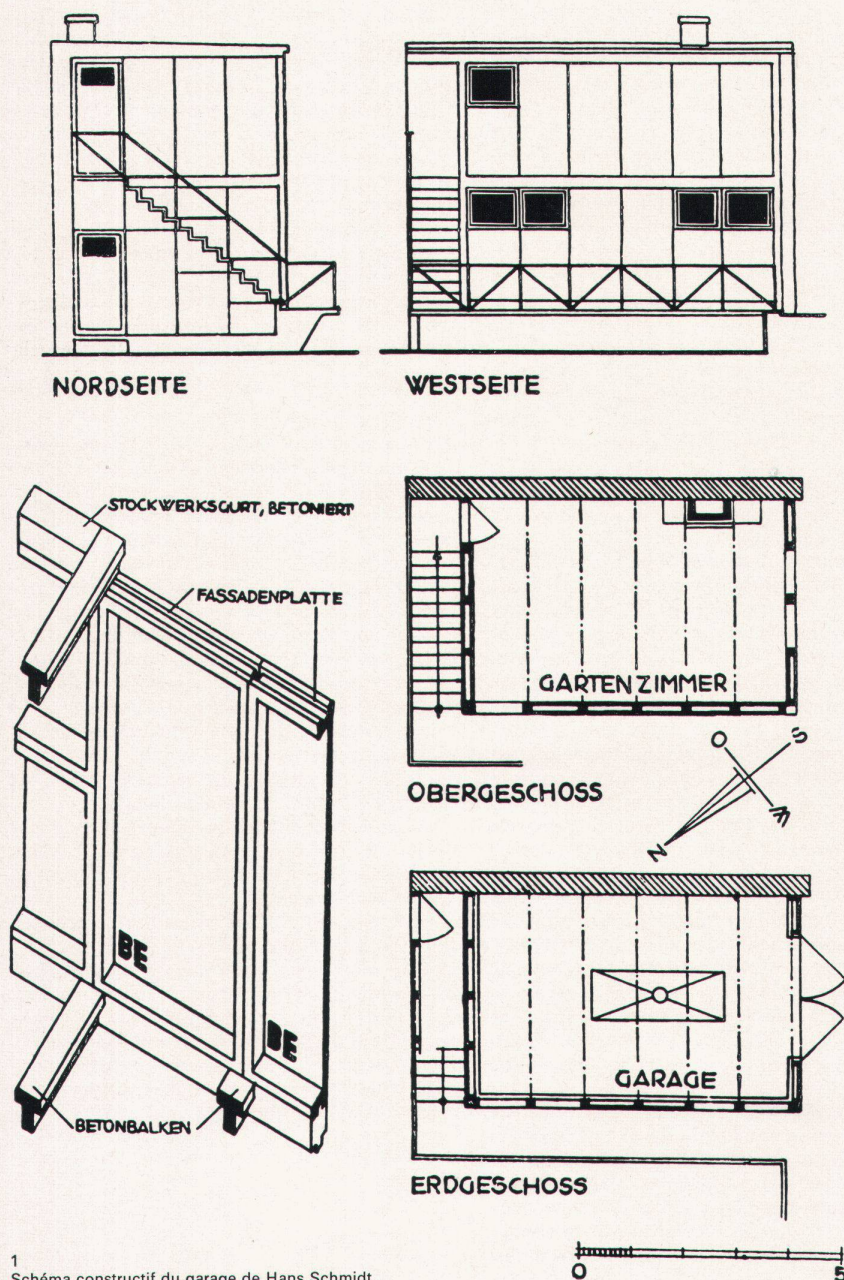 NORDSEITE
WESTSEITE
STOCKWERKSGURT, BETONIERT
FASSADENPLATTE
BE
BE
BETONBALKEN
GARTENZIMMER
OBERGESCHOSS
O
S
N
W
GARAGE
ERDGESCHOSS
0
5
1
Schéma constructif du garage de Hans Schmidt